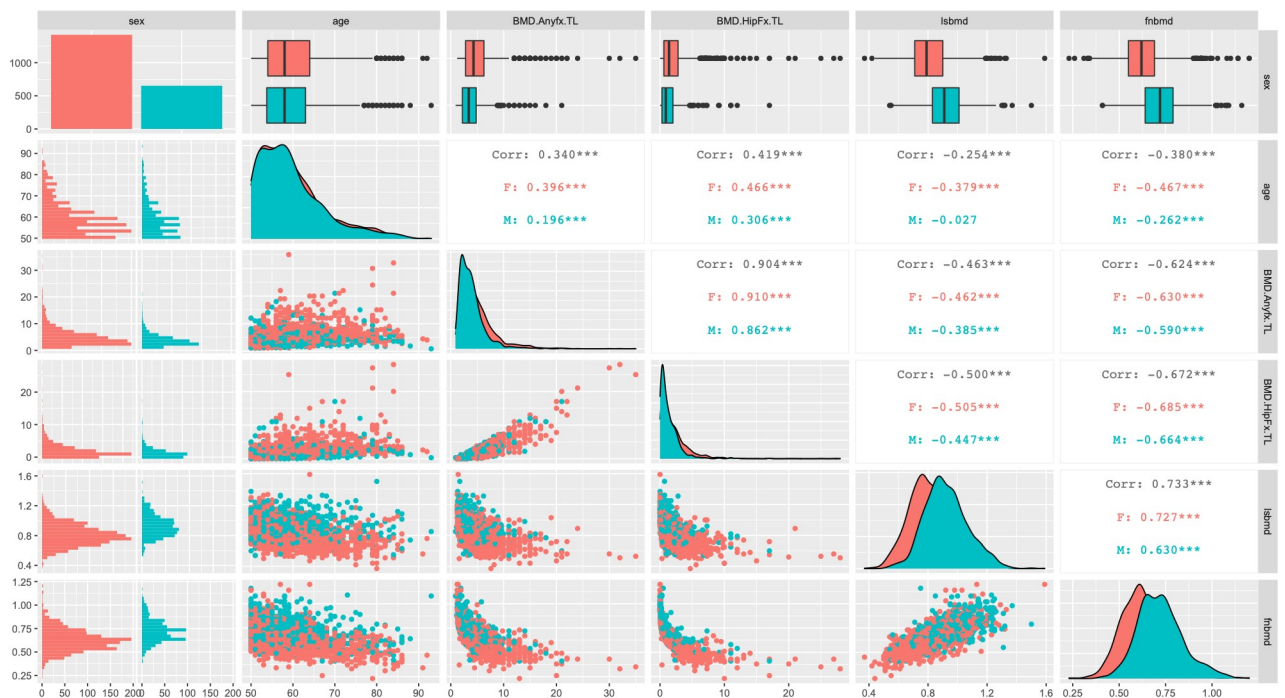 sex age BMD.Anyfx.TL BMD.HipFx.TL lsbmd fnbmd
1000
500
0
sex
90
80
70
60
50
Corr: 0.340*** Corr: 0.419*** Corr: -0.254*** Corr: -0.380***
F: 0.396*** F: 0.466*** F: -0.379*** F: -0.467***
M: 0.196*** M: 0.306*** M: -0.027 M: -0.262***
age
30
20
10
0
Corr: 0.904*** Corr: -0.463*** Corr: -0.624***
F: 0.910*** F: -0.462*** F: -0.630***
M: 0.862*** M: -0.385*** M: -0.590***
BMD.Anyfx.TL
20
10
0
Corr: -0.500*** Corr: -0.672***
F: -0.505*** F: -0.685***
M: -0.447*** M: -0.664***
BMD.HipFx.TL
1.6
1.2
0.8
0.4
Corr: 0.733***
F: 0.727***
M: 0.630***
lsbmd
1.25
1.00
0.75
0.50
0.25
fnbmd
0 50 100 150 200 0 50 100 150 200 50 60 70 80 90 0 10 20 30 0 10 20 0.4 0.8 1.2 1.6 0.25 0.50 0.75 1.00